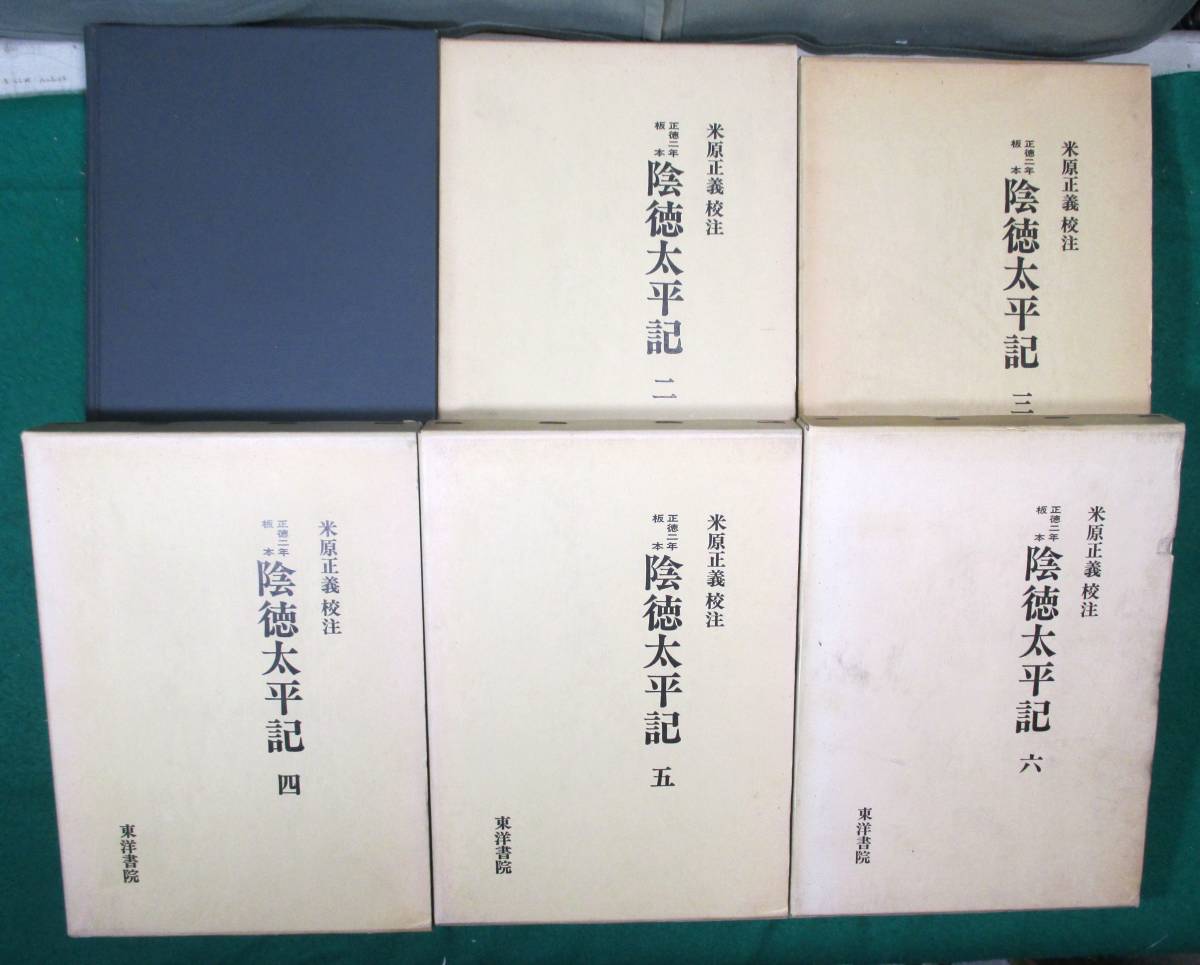 米原正義 校注
正徳二年
板本
陰徳太平記 二
米原正義 校注
正徳二年
板本
陰徳太平記 三
米原正義 校注
正徳二年
板本
陰徳太平記 四
東洋書院
米原正義 校注
正徳二年
板本
陰徳太平記 五
東洋書院
米原正義 校注
正徳二年
板本
陰徳太平記 六
東洋書院